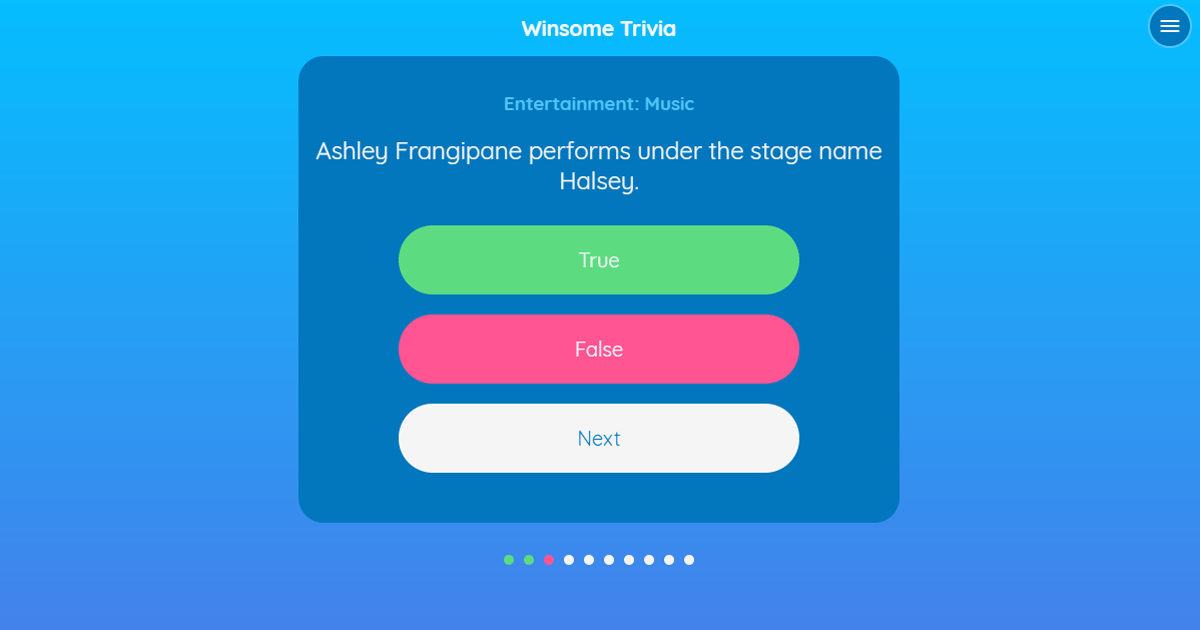 Winsome Trivia
Entertainment: Music
Ashley Frangipane performs under the stage name
Halsey.
True
False
Next